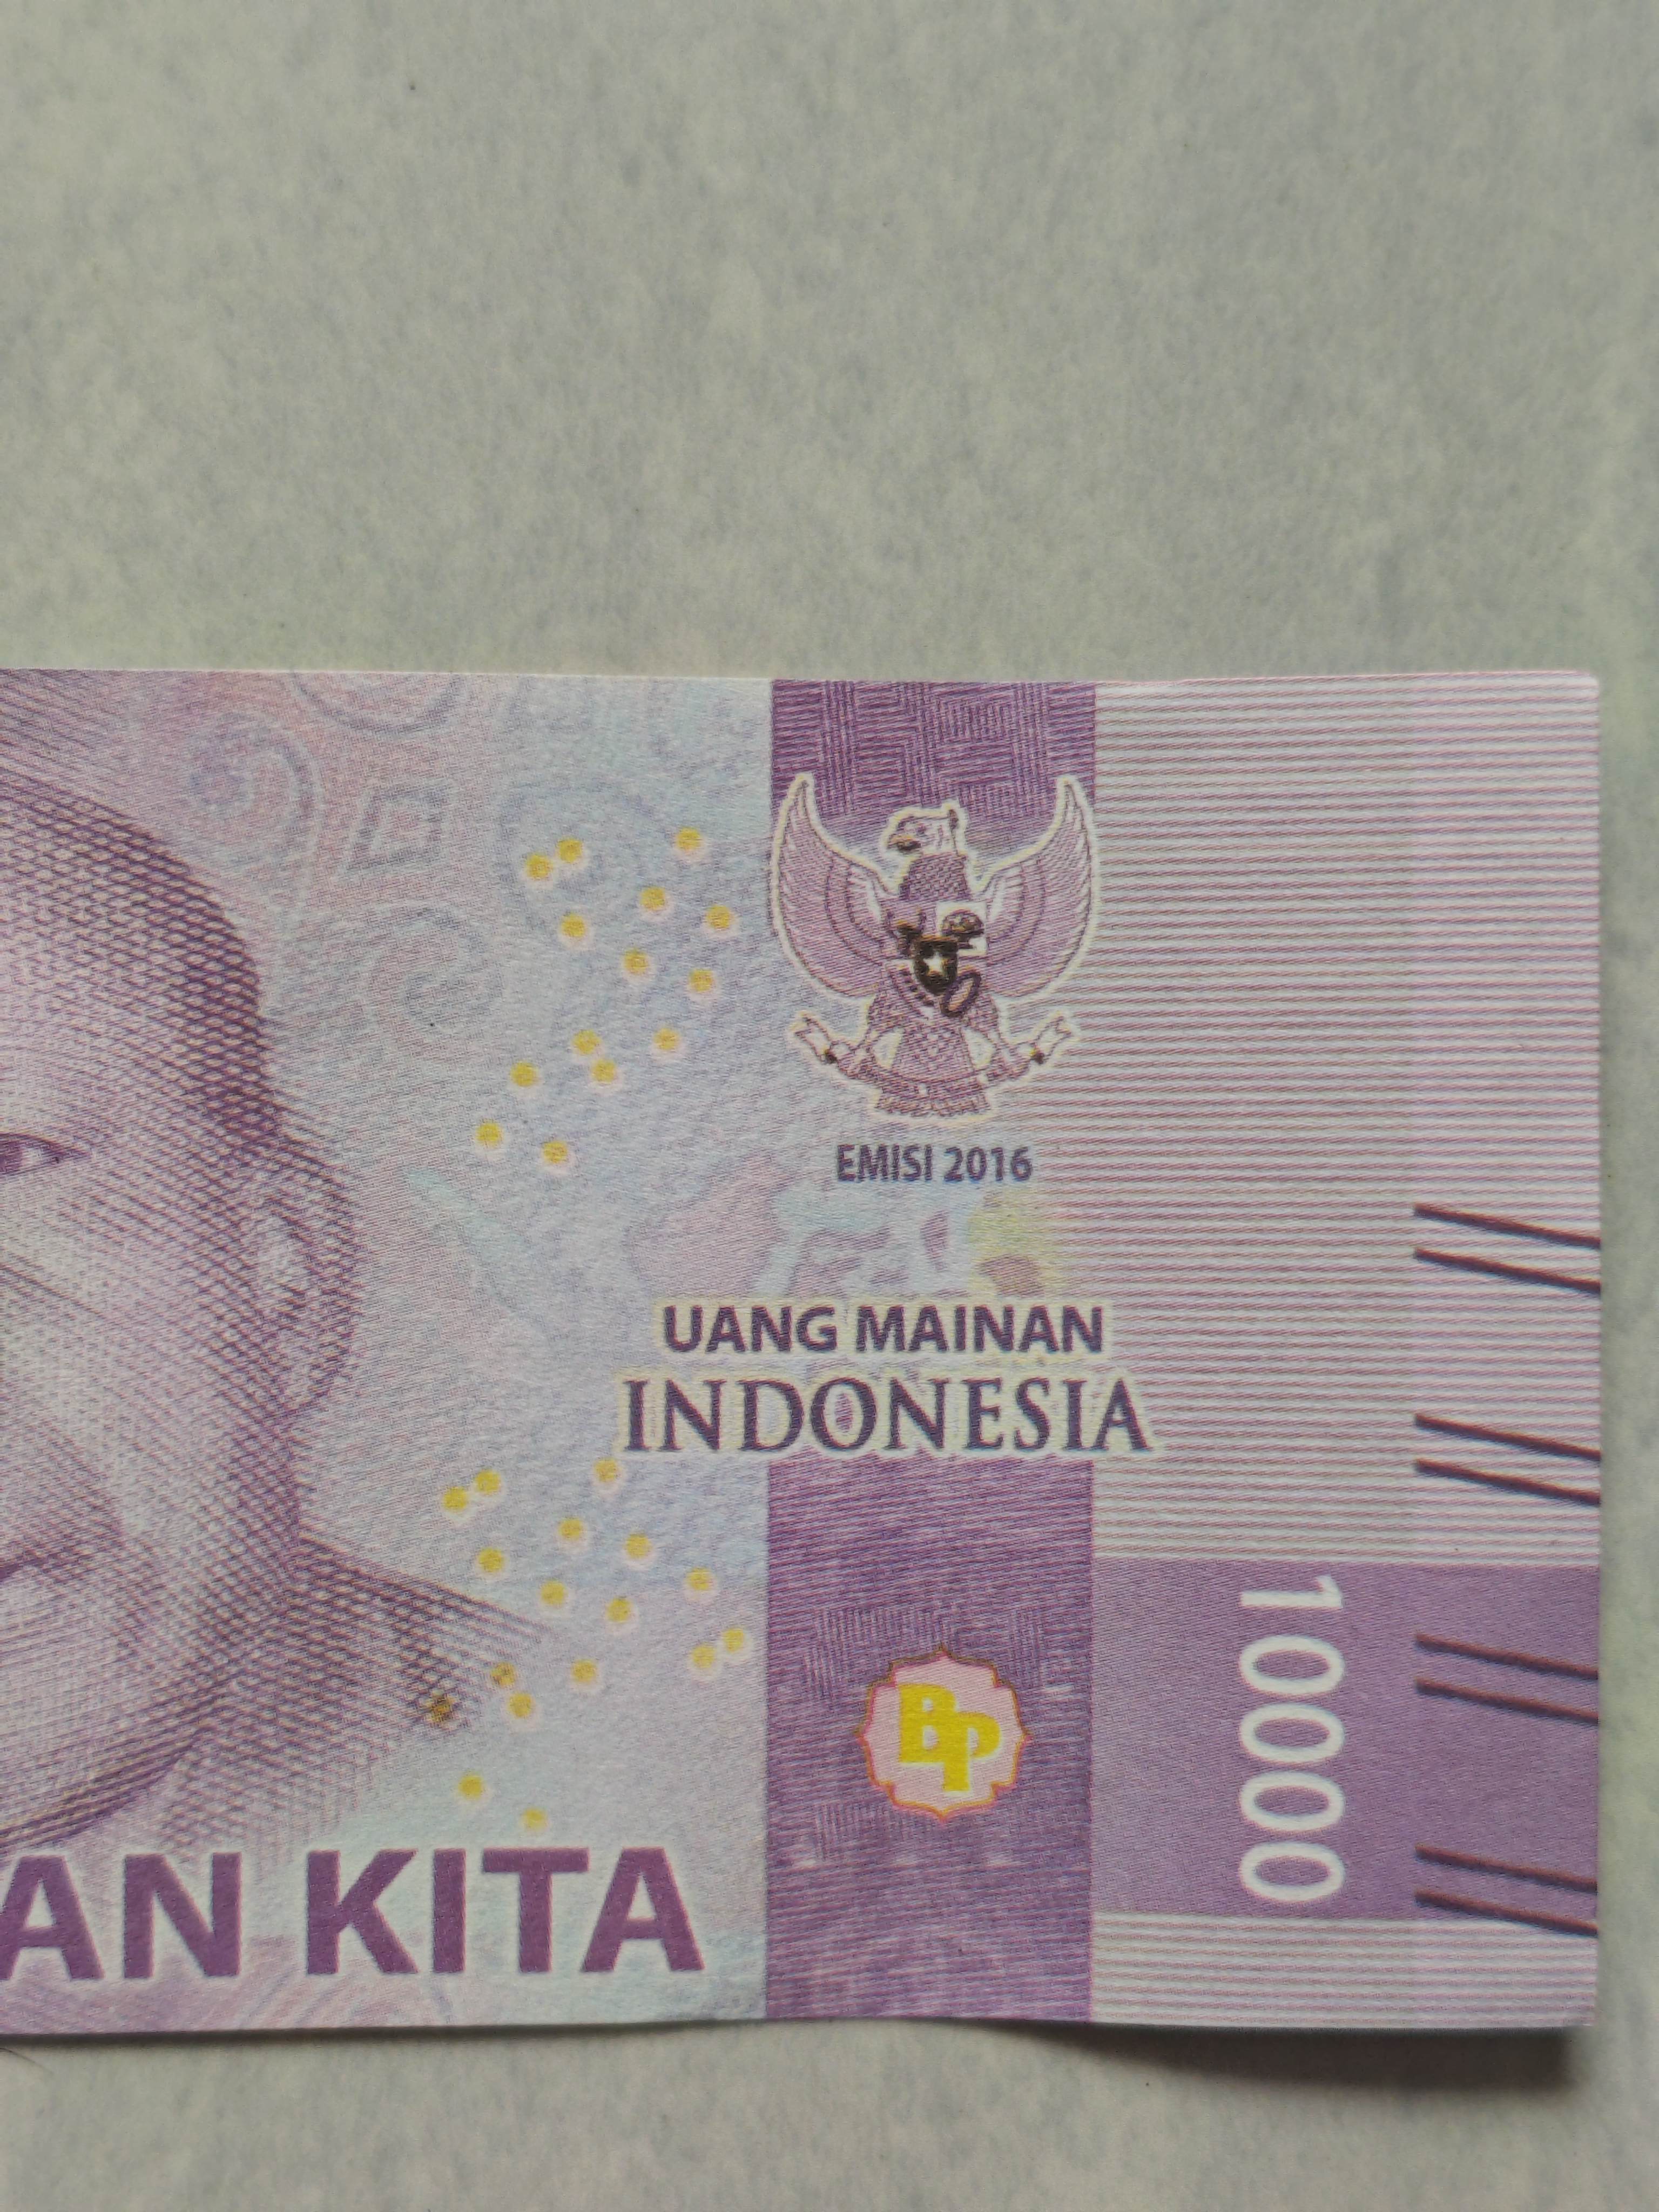 EMISI 2016
UANG MAINAN
INDONESIA
BP
10000
AN KITA